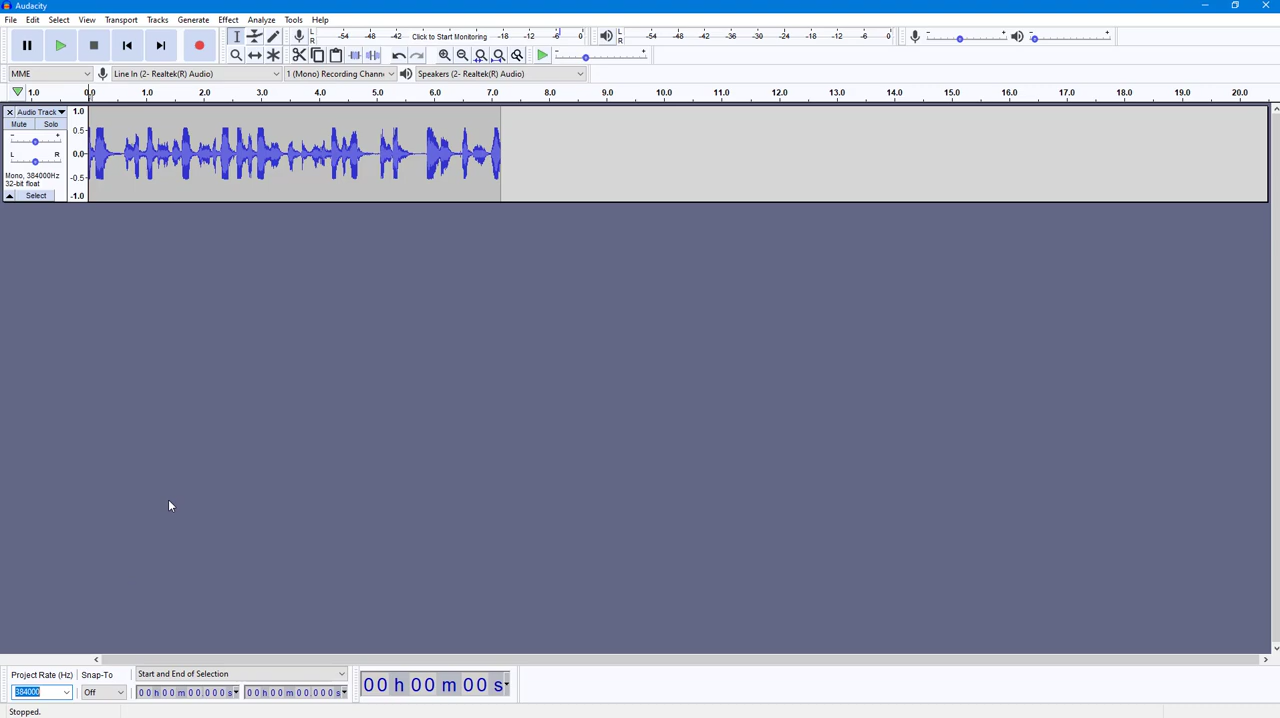 Audacity
File Edit Select View Transport Tracks Generate Effect Analyze Tools Help
L
R
-54 -48 -42 Click to Start Monitoring -18 -12 -6 0
L
R
-54 -48 -42 -36 -30 -24 -18 -12 -6 0
- +
- +
- +
MME
Line In (2- Realtek(R) Audio)
1 (Mono) Recording Chann
Speakers (2- Realtek(R) Audio)
1.0 0.0 1.0 2.0 3.0 4.0 5.0 6.0 7.0 8.0 9.0 10.0 11.0 12.0 13.0 14.0 15.0 16.0 17.0 18.0 19.0 20.0
Audio Track
Mute Solo
- +
L R
Mono, 384000Hz
32-bit float
Select
1.0
0.5
0.0
-0.5
-1.0
Project Rate (Hz) Snap-To
Start and End of Selection
384000
Off
00 h 00 m 00.000 s
00 h 00 m 00.000 s
00 h 00 m 00 s
Stopped.